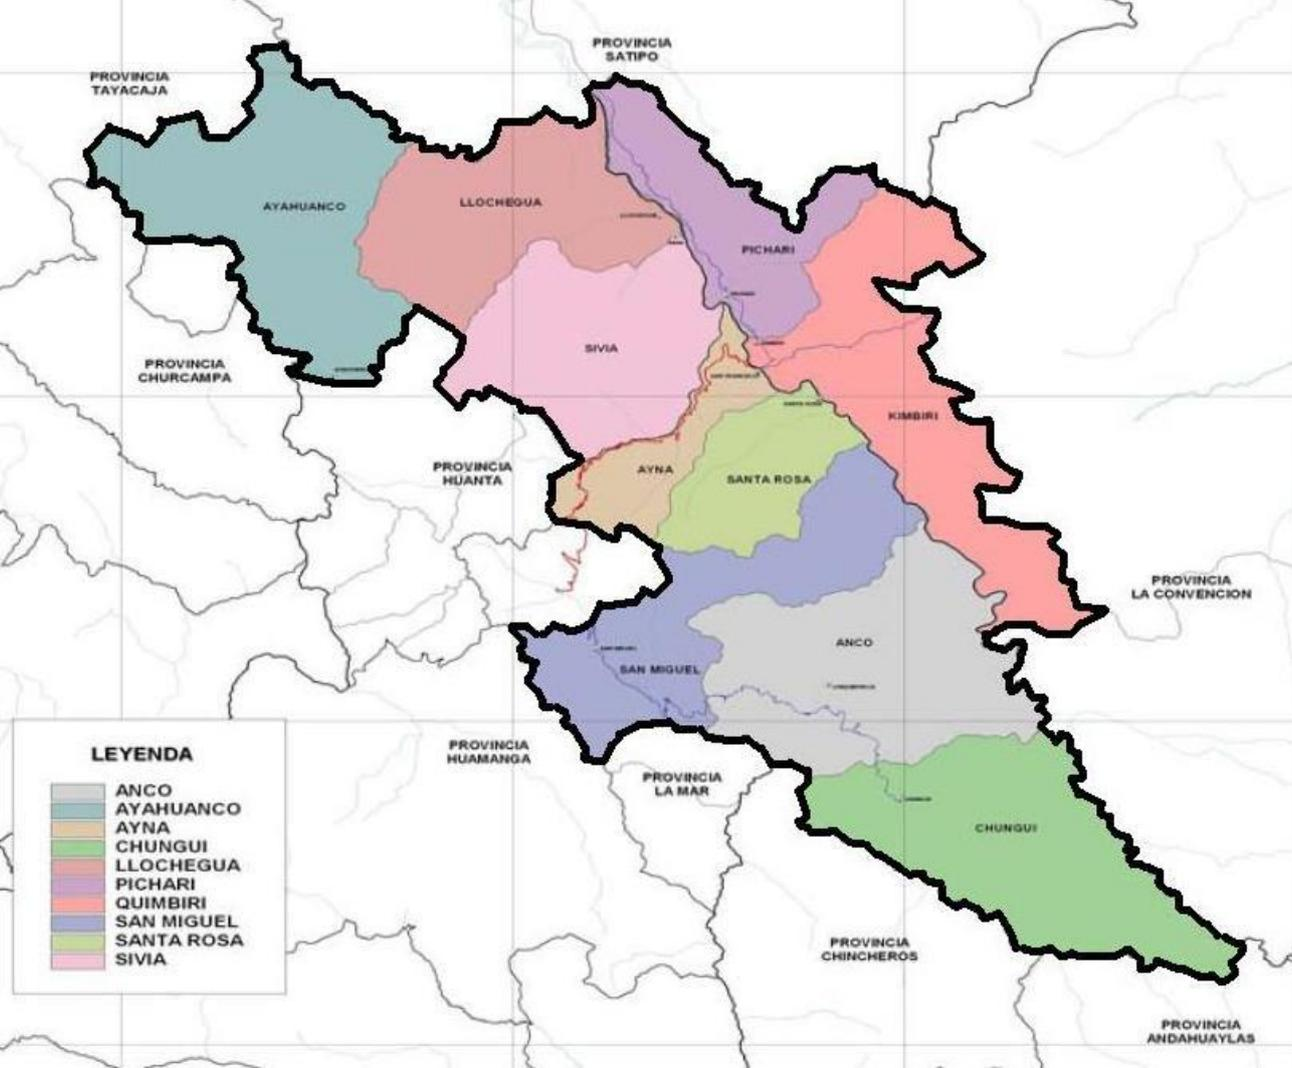 PROVINCIA
SATIPO
PROVINCIA
TAYACAJA
AYAHUANCO
LLOCHEGUA
PICHARI
SIVIA
PROVINCIA
CHURCAMPA
KIMBIRI
PROVINCIA
HUANTA
AYNA
SANTA ROSA
PROVINCIA
LA CONVENCION
ANCO
SAN MIGUEL
PROVINCIA
HUAMANGA
PROVINCIA
LA MAR
CHUNGUI
PROVINCIA
CHINCHEROS
PROVINCIA
ANDAHUAYLAS
LEYENDA
ANCO
AYAHUANCO
AYNA
CHUNGUI
LLOCHEGUA
PICHARI
QUIMBIRI
SAN MIGUEL
SANTA ROSA
SIVIA